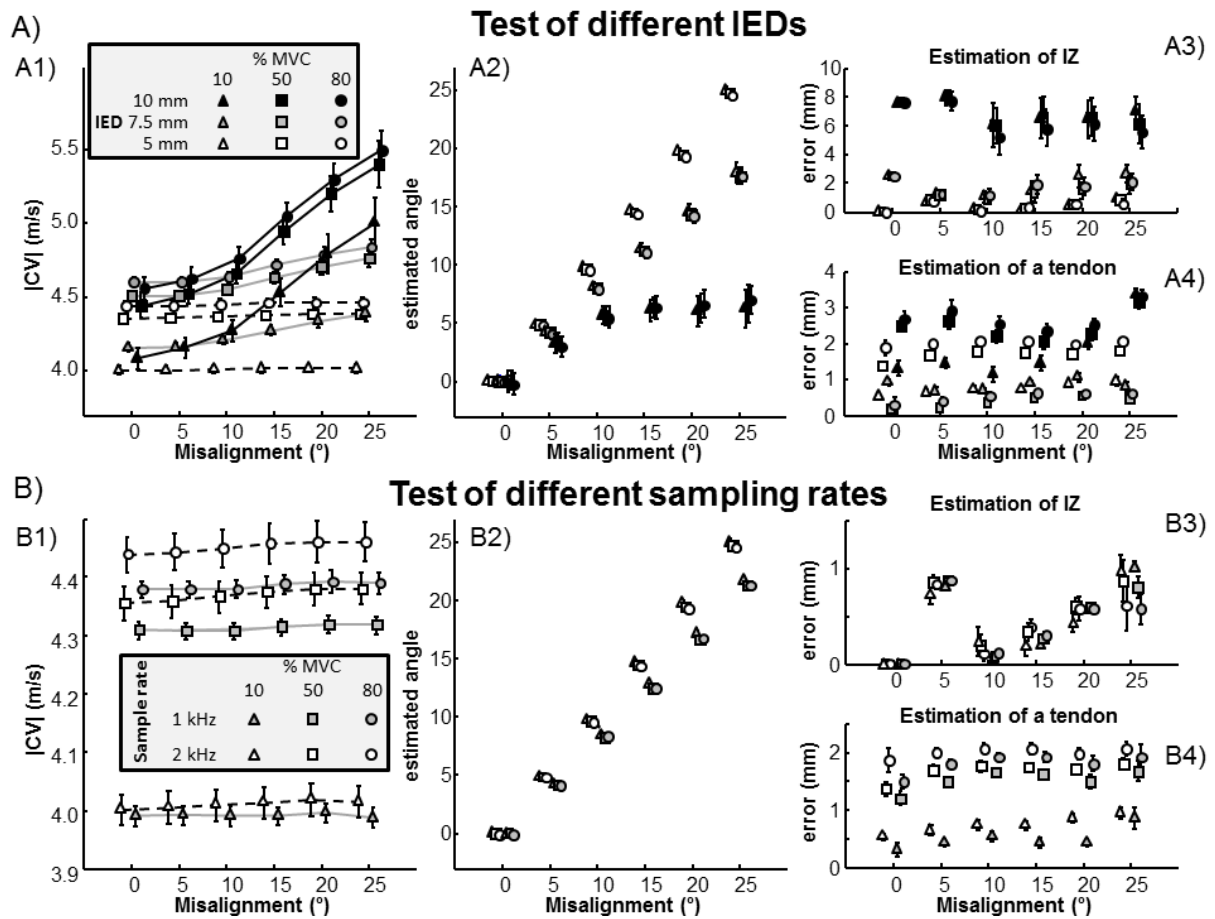 A)
Test of different IEDs
A1)
% MVC
10 50 80
10 mm
IED 7.5 mm
5 mm
|CV| (m/s)
5.5
5.0
4.5
4.0
0 5 10 15 20 25
Misalignment (°)
A2)
estimated angle
25
20
15
10
5
0
0 5 10 15 20 25
Misalignment (°)
Estimation of IZ
A3)
error (mm)
8
6
4
2
0
0 5 10 15 20 25
Estimation of a tendon
A4)
error (mm)
4
3
2
1
0
0 5 10 15 20 25
Misalignment (°)
B)
Test of different sampling rates
B1)
|CV| (m/s)
4.4
4.3
4.2
4.1
4.0
3.9
% MVC
10 50 80
Sample rate
1 kHz
2 kHz
0 5 10 15 20 25
Misalignment (°)
B2)
estimated angle
25
20
15
10
5
0
0 5 10 15 20 25
Misalignment (°)
Estimation of IZ
B3)
error (mm)
1
0
0 5 10 15 20 25
Estimation of a tendon
B4)
error (mm)
2
1
0
0 5 10 15 20 25
Misalignment (°)